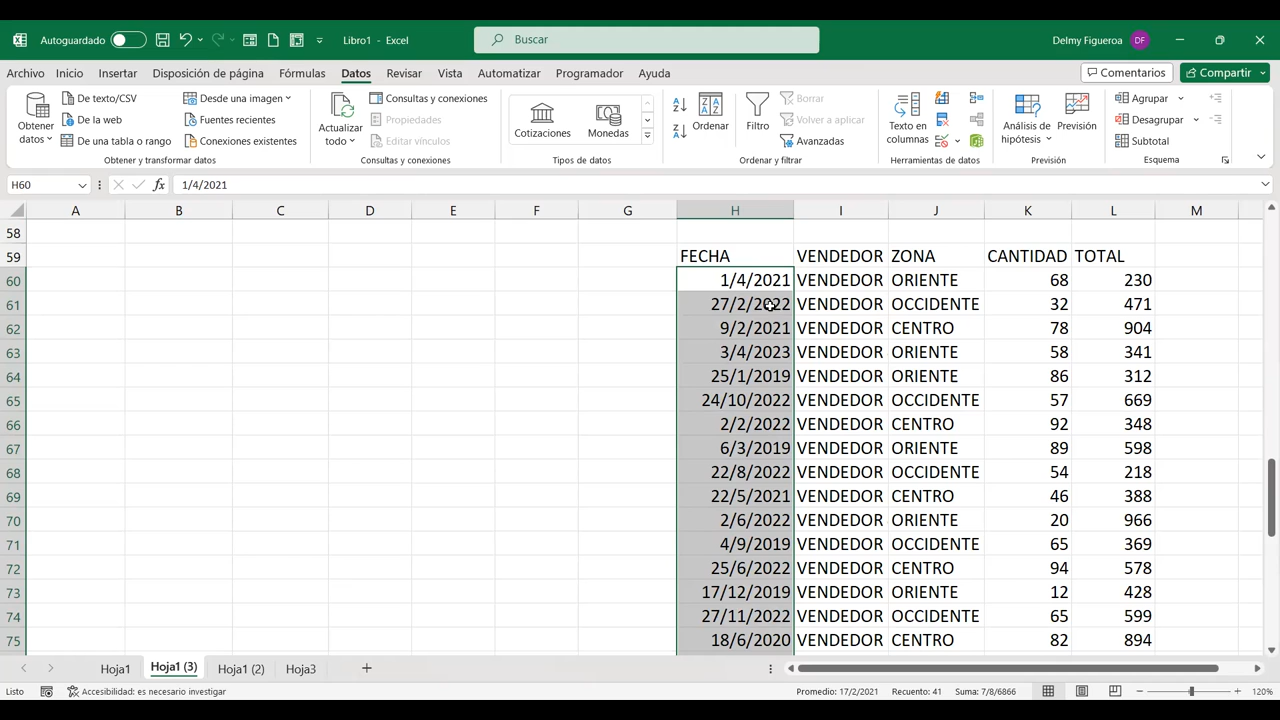 Autoguardado
Libro1 - Excel
Buscar
Delmy Figueroa DF
Archivo Inicio Insertar Disposición de página Fórmulas Datos Revisar Vista Automatizar Programador Ayuda Comentarios Compartir
Obtener datos
De texto/CSV
De la web
De una tabla o rango
Desde una imagen
Fuentes recientes
Conexiones existentes
Obtener y transformar datos
Actualizar todo
Consultas y conexiones
Propiedades
Editar vínculos
Consultas y conexiones
Cotizaciones Monedas
Tipos de datos
Ordenar
Filtro
Borrar
Volver a aplicar
Avanzadas
Ordenar y filtrar
Texto en columnas
Herramientas de datos
Análisis de hipótesis
Previsión
Previsión
Agrupar
Desagrupar
Subtotal
Esquema
H60 fx 1/4/2021
A B C D E F G H I J K L M
58
59 FECHA VENDEDOR ZONA CANTIDAD TOTAL
60 1/4/2021 VENDEDOR ORIENTE 68 230
61 27/2/2022 VENDEDOR OCCIDENTE 32 471
62 9/2/2021 VENDEDOR CENTRO 78 904
63 3/4/2023 VENDEDOR ORIENTE 58 341
64 25/1/2019 VENDEDOR ORIENTE 86 312
65 24/10/2022 VENDEDOR OCCIDENTE 57 669
66 2/2/2022 VENDEDOR CENTRO 92 348
67 6/3/2019 VENDEDOR ORIENTE 89 598
68 22/8/2022 VENDEDOR OCCIDENTE 54 218
69 22/5/2021 VENDEDOR CENTRO 46 388
70 2/6/2022 VENDEDOR ORIENTE 20 966
71 4/9/2019 VENDEDOR OCCIDENTE 65 369
72 25/6/2022 VENDEDOR CENTRO 94 578
73 17/12/2019 VENDEDOR ORIENTE 12 428
74 27/11/2022 VENDEDOR OCCIDENTE 65 599
75 18/6/2020 VENDEDOR CENTRO 82 894
Hoja1 Hoja1 (3) Hoja1 (2) Hoja3
Listo Accesibilidad: es necesario investigar Promedio: 17/2/2021 Recuento: 41 Suma: 7/8/6866 120%